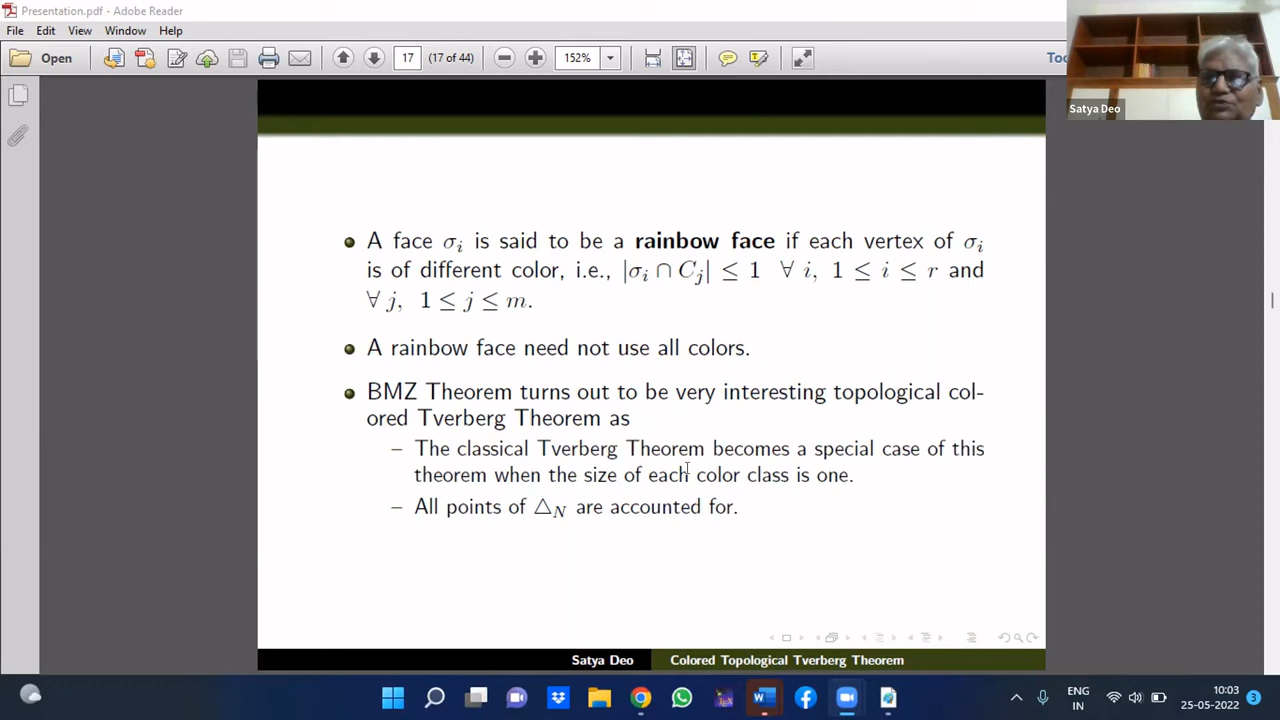 Presentation.pdf - Adobe Reader
File Edit View Window Help
Open 17 (17 of 44) 152%
Satya Deo
A face σᵢ is said to be a rainbow face if each vertex of σᵢ
is of different color, i.e., |σᵢ ∩ Cⱼ| ≤ 1 ∀ i, 1 ≤ i ≤ r and
∀ j, 1 ≤ j ≤ m.
A rainbow face need not use all colors.
BMZ Theorem turns out to be very interesting topological col-
ored Tverberg Theorem as
– The classical Tverberg Theorem becomes a special case of this
theorem when the size of each color class is one.
– All points of △_N are accounted for.
Satya Deo Colored Topological Tverberg Theorem
ENG 10:03
IN 25-05-2022 3